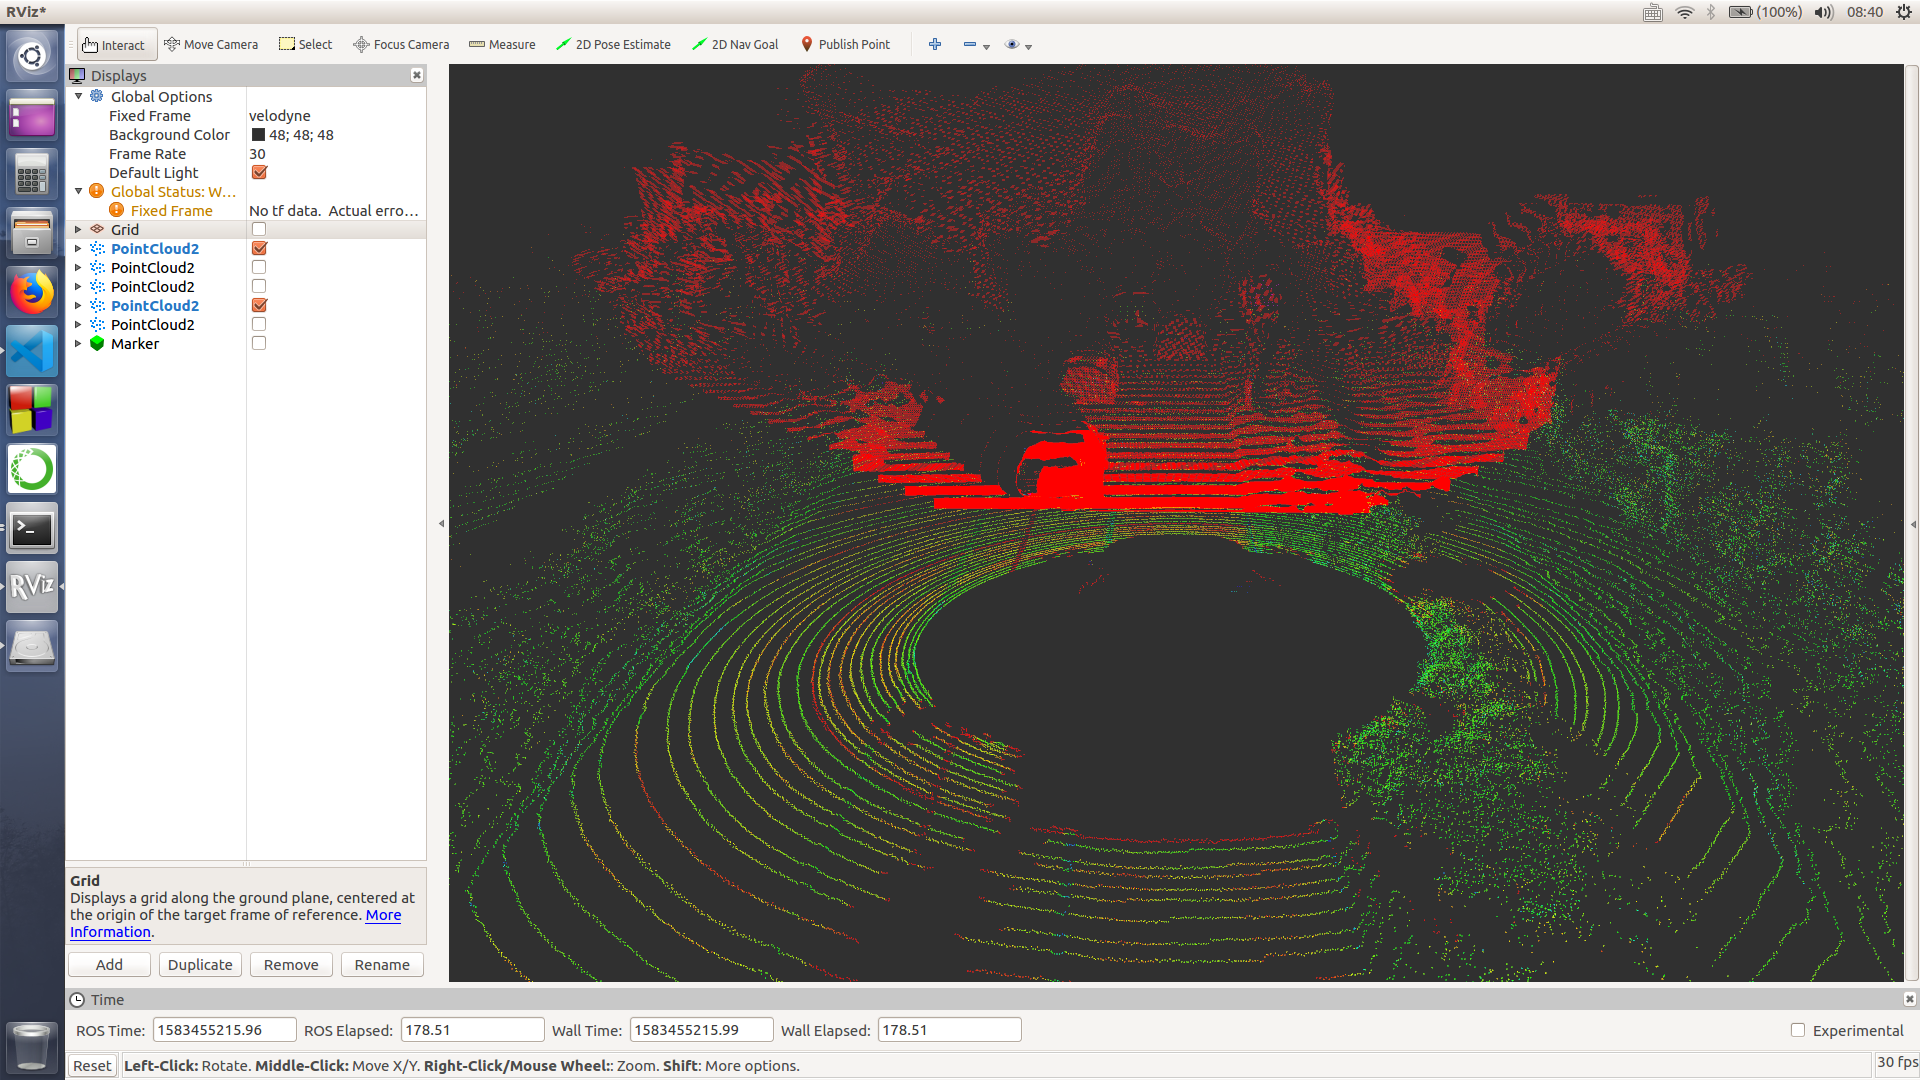 RViz*
(100%)
08:40
Interact
Move Camera
Select
Focus Camera
Measure
2D Pose Estimate
2D Nav Goal
Publish Point
Displays
Global Options
Fixed Frame velodyne
Background Color 48; 48; 48
Frame Rate 30
Default Light
Global Status: W...
Fixed Frame No tf data.  Actual erro...
Grid
PointCloud2
PointCloud2
PointCloud2
PointCloud2
PointCloud2
Marker
Grid
Displays a grid along the ground plane, centered at
the origin of the target frame of reference. More
Information.
Add
Duplicate
Remove
Rename
RViz
Time
ROS Time: 1583455215.96
ROS Elapsed: 178.51
Wall Time: 1583455215.99
Wall Elapsed: 178.51
Experimental
Reset
Left-Click: Rotate. Middle-Click: Move X/Y. Right-Click/Mouse Wheel:: Zoom. Shift: More options.
30 fps